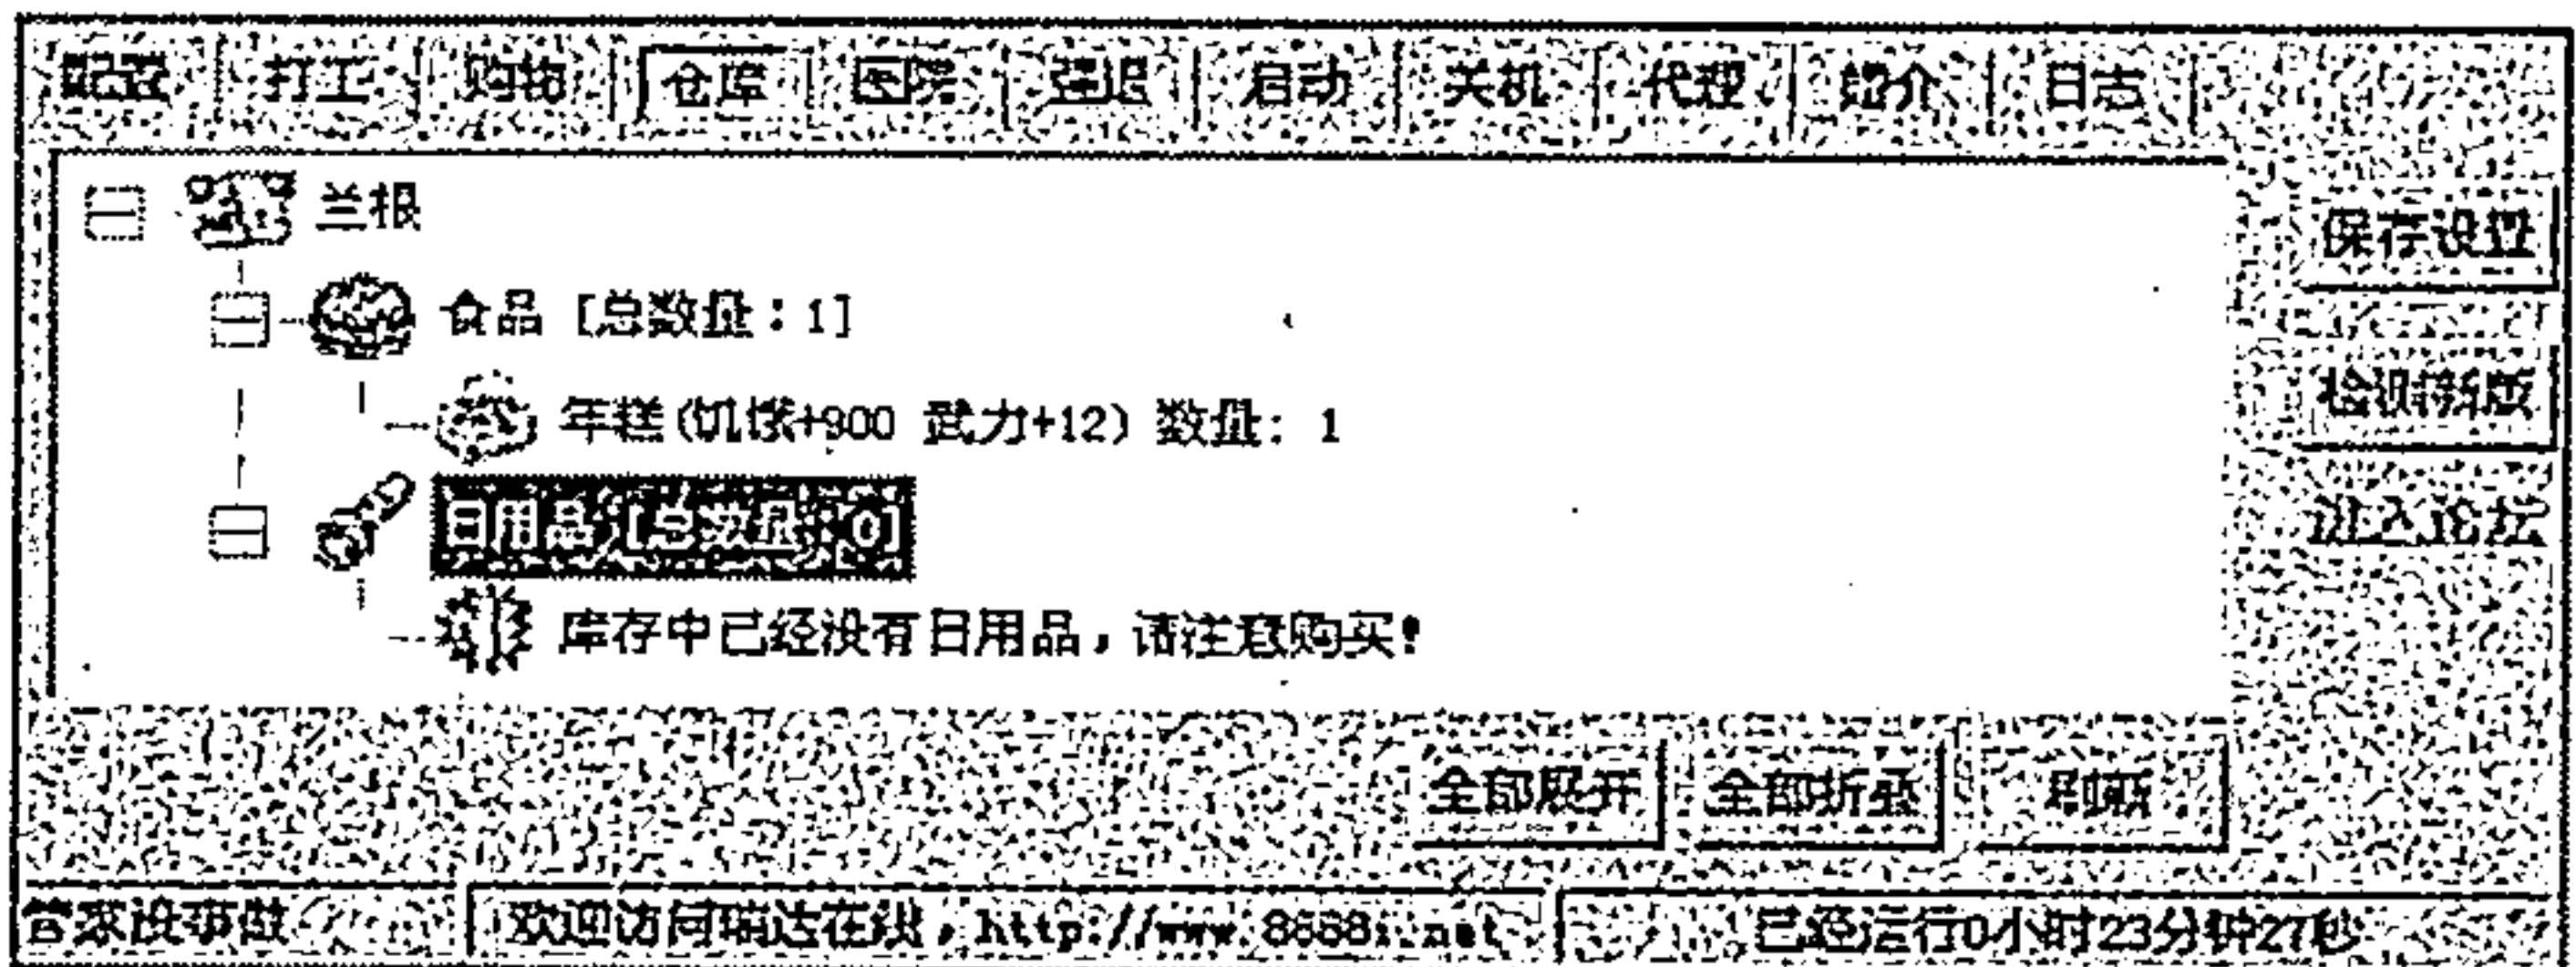 配置 打工 购物 仓库 医院 强退 启动 关机 代理 简介 日志
兰根
保存设置
食品 [总数量:1]
检测新版
年糕(饥饿+900 武力+12) 数量: 1
日用品 [总数量:0]
进入论坛
库存中已经没有日用品,请注意购买!
全部展开 全部折叠 刷新
管家没事做 欢迎访问 在线,http://www. .net 已经运行0小时23分钟27秒